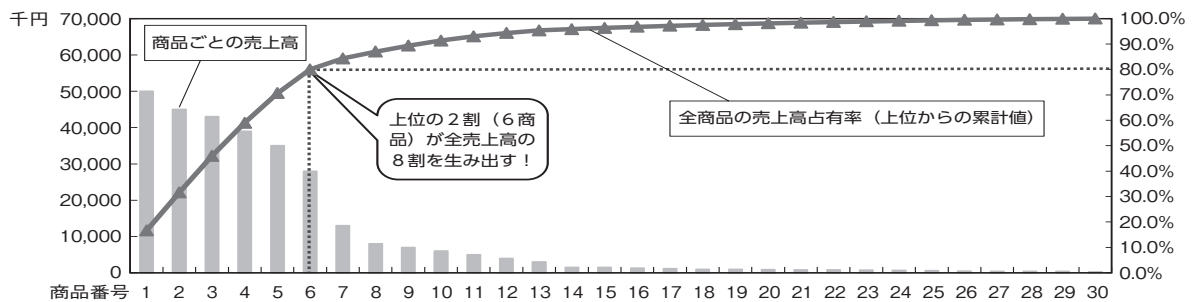 千円
70,000
60,000
50,000
40,000
30,000
20,000
10,000
0
商品ごとの売上高
上位の2割(6商
品)が全売上高の
8割を生み出す!
全商品の売上高占有率(上位からの累計値)
100.0%
90.0%
80.0%
70.0%
60.0%
50.0%
40.0%
30.0%
20.0%
10.0%
0.0%
商品番号 1 2 3 4 5 6 7 8 9 10 11 12 13 14 15 16 17 18 19 20 21 22 23 24 25 26 27 28 29 30